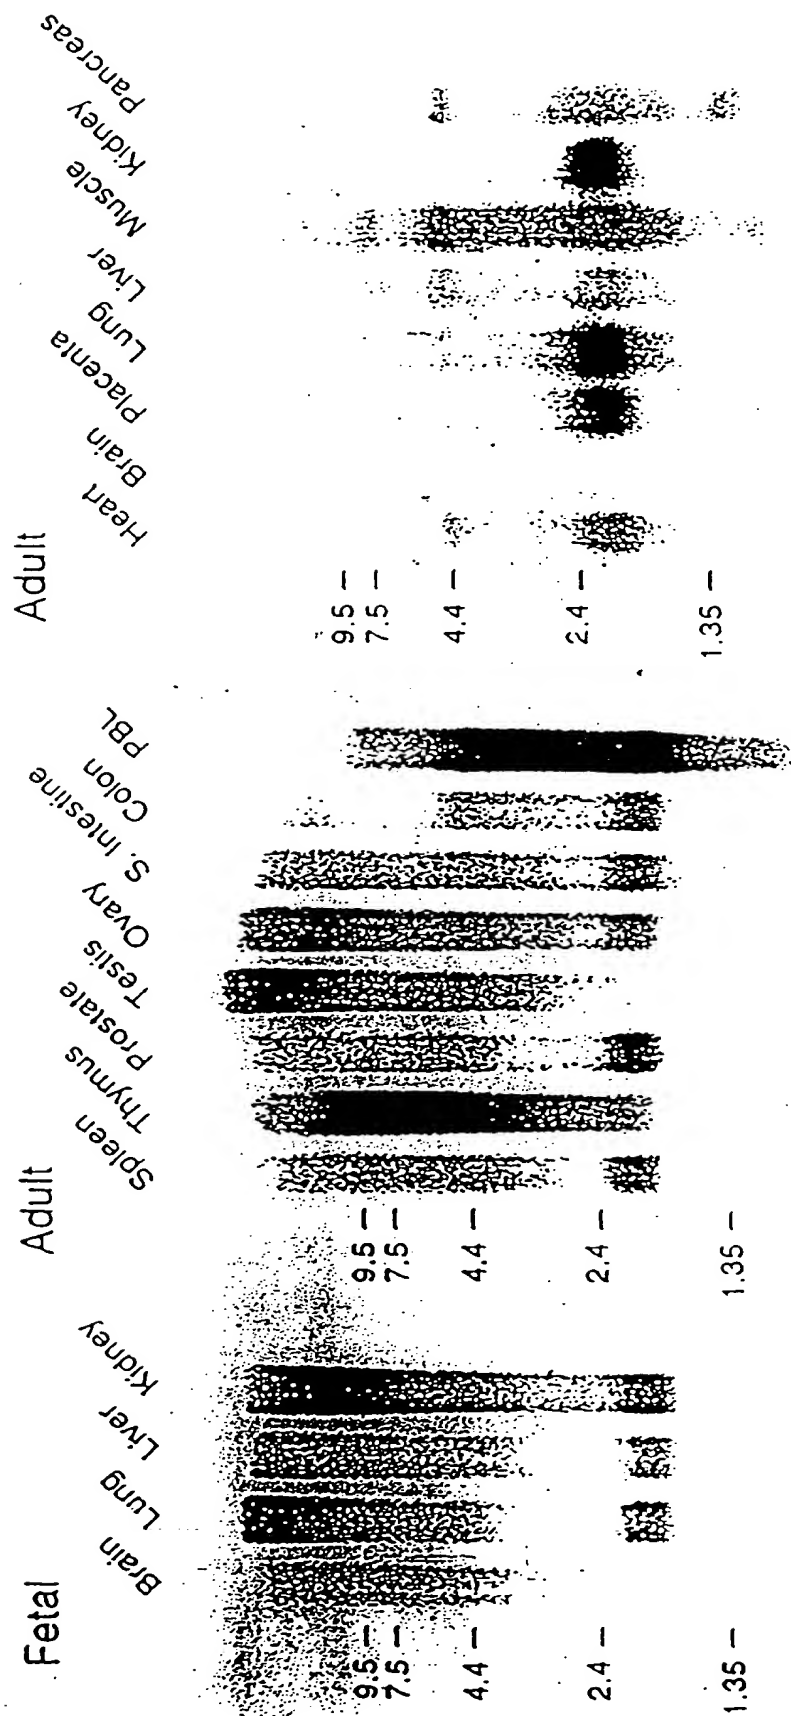 Fetal
Brain
Lung
Liver
Kidney
9.5
7.5
4.4
2.4
1.35
Adult
Spleen
Thymus
Prostate
Testis
Ovary
S. Intestine
Colon
PBL
9.5
7.5
4.4
2.4
1.35
Adult
Heart
Brain
Placenta
Lung
Liver
Muscle
Kidney
Pancreas
9.5
7.5
4.4
2.4
1.35